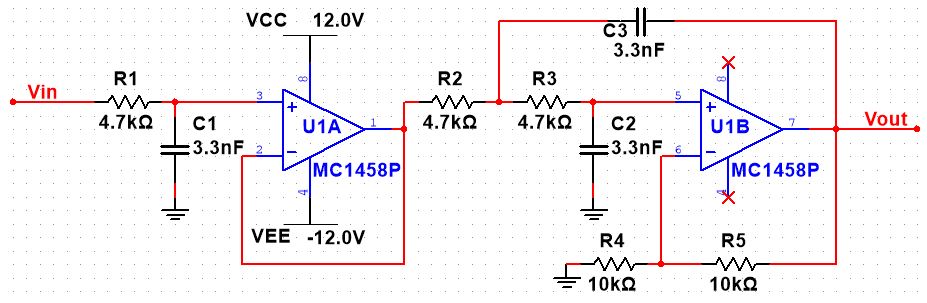 VCC 12.0V
Vin
R1
4.7kΩ
C1
3.3nF
3
2
8
4
1
U1A
MC1458P
VEE -12.0V
R2
4.7kΩ
R3
4.7kΩ
C3
3.3nF
C2
3.3nF
5
6
8
4
7
U1B
MC1458P
Vout
R4
10kΩ
R5
10kΩ